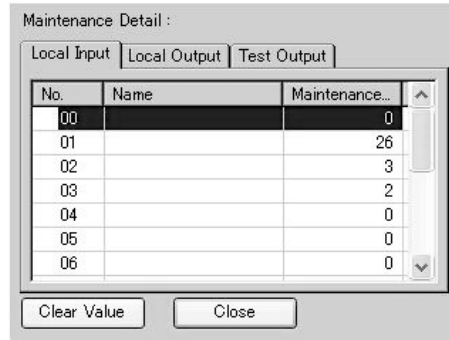 Maintenance Detail :
Local Input Local Output Test Output
No. Name Maintenance...
00 0
01 26
02 3
03 2
04 0
05 0
06 0
Clear Value Close